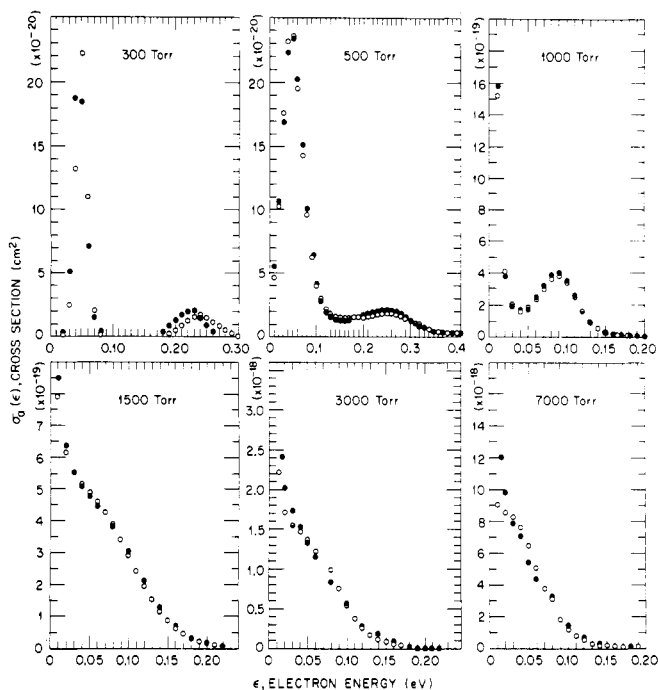 σa(ε), CROSS SECTION (cm²)
(x10⁻²⁰)
300 Torr
20
15
10
5
0
0 0.10 0.20 0.30
(x10⁻²⁰)
500 Torr
20
15
10
5
0
0 0.1 0.2 0.3 0.4
(x10⁻¹⁹)
1000 Torr
16
14
12
10
8
6
4
2
0
0 0.05 0.10 0.15 0.20
(x10⁻¹⁹)
1500 Torr
8
7
6
5
4
3
2
1
0
0 0.05 0.10 0.15 0.20
(x10⁻¹⁸)
3000 Torr
3.5
3.0
2.5
2.0
1.5
1.0
0.5
0
0 0.05 0.10 0.15 0.20
(x10⁻¹⁸)
7000 Torr
16
14
12
10
8
6
4
2
0
0 0.05 0.10 0.15 0.20
ε, ELECTRON ENERGY (eV)